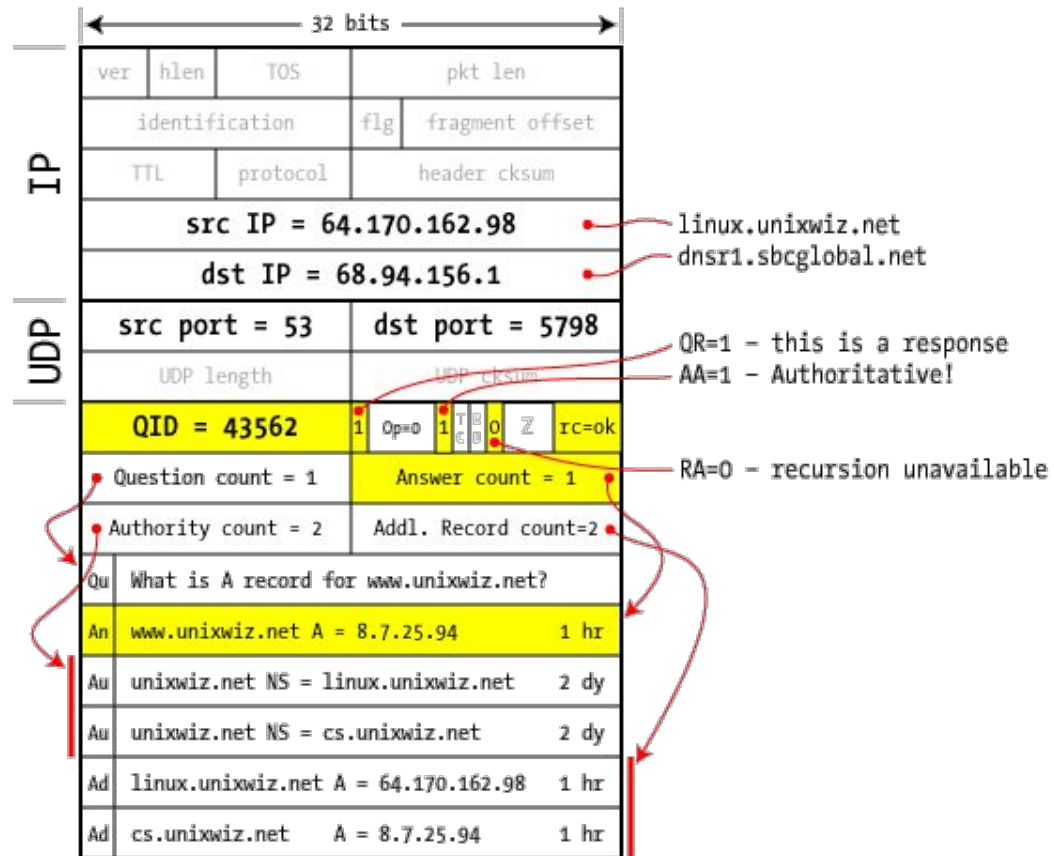 32 bits
ver hlen TOS pkt len
identification flg fragment offset
TTL protocol header cksum
IP
src IP = 64.170.162.98
linux.unixwiz.net
dst IP = 68.94.156.1
dnsr1.sbcglobal.net
UDP
src port = 53 dst port = 5798
QR=1 – this is a response
UDP length UDP cksum
AA=1 – Authoritative!
QID = 43562 1 Op=0 1 TC RD 0 Z rc=ok
RA=0 – recursion unavailable
Question count = 1 Answer count = 1
Authority count = 2 Addl. Record count=2
Qu What is A record for www.unixwiz.net?
An www.unixwiz.net A = 8.7.25.94 1 hr
Au unixwiz.net NS = linux.unixwiz.net 2 dy
Au unixwiz.net NS = cs.unixwiz.net 2 dy
Ad linux.unixwiz.net A = 64.170.162.98 1 hr
Ad cs.unixwiz.net A = 8.7.25.94 1 hr